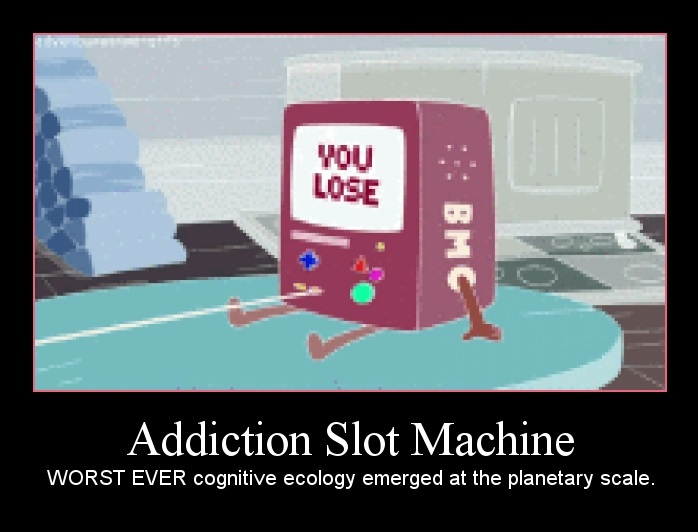 YOU
LOSE
BMO
Addiction Slot Machine
WORST EVER cognitive ecology emerged at the planetary scale.